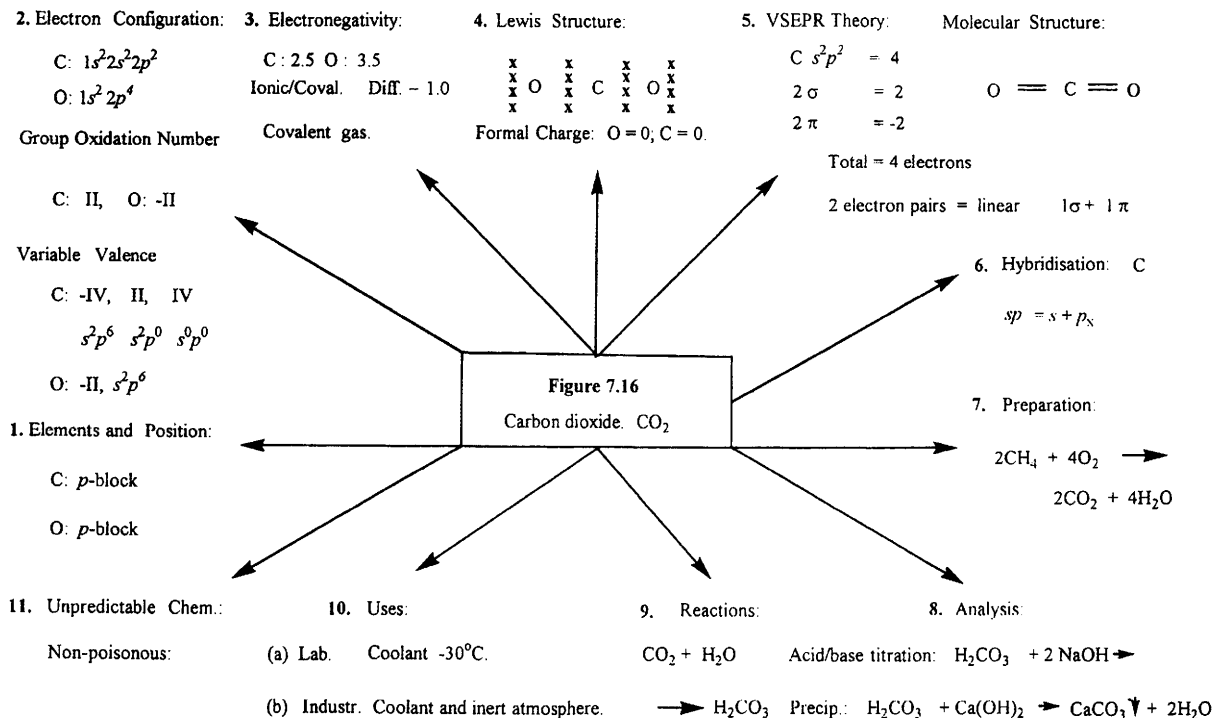 2. Electron Configuration:
C: 1s²2s²2p²
O: 1s² 2p⁴
Group Oxidation Number
C: II, O: -II
Variable Valence
C: -IV, II, IV
s²p⁶ s²p⁰ s⁰p⁰
O: -II, s²p⁶
3. Electronegativity:
C : 2.5 O : 3.5
Ionic/Coval. Diff. ~ 1.0
Covalent gas.
4. Lewis Structure:
x x x x
x x x x
x O x C x O x
x x x x
Formal Charge: O = 0; C = 0.
5. VSEPR Theory:
C s²p² = 4
2 σ = 2
2 π = -2
Total = 4 electrons
2 electron pairs = linear 1σ + 1 π
Molecular Structure:
O = C = O
6. Hybridisation: C
sp = s + pₓ
Figure 7.16
Carbon dioxide. CO₂
7. Preparation:
2CH₄ + 4O₂ →
2CO₂ + 4H₂O
1. Elements and Position:
C: p-block
O: p-block
11. Unpredictable Chem.:
Non-poisonous:
10. Uses:
(a) Lab. Coolant -30°C.
(b) Industr. Coolant and inert atmosphere.
9. Reactions:
CO₂ + H₂O
→ H₂CO₃
8. Analysis:
Acid/base titration: H₂CO₃ + 2 NaOH →
Precip.: H₂CO₃ + Ca(OH)₂ → CaCO₃↓ + 2H₂O